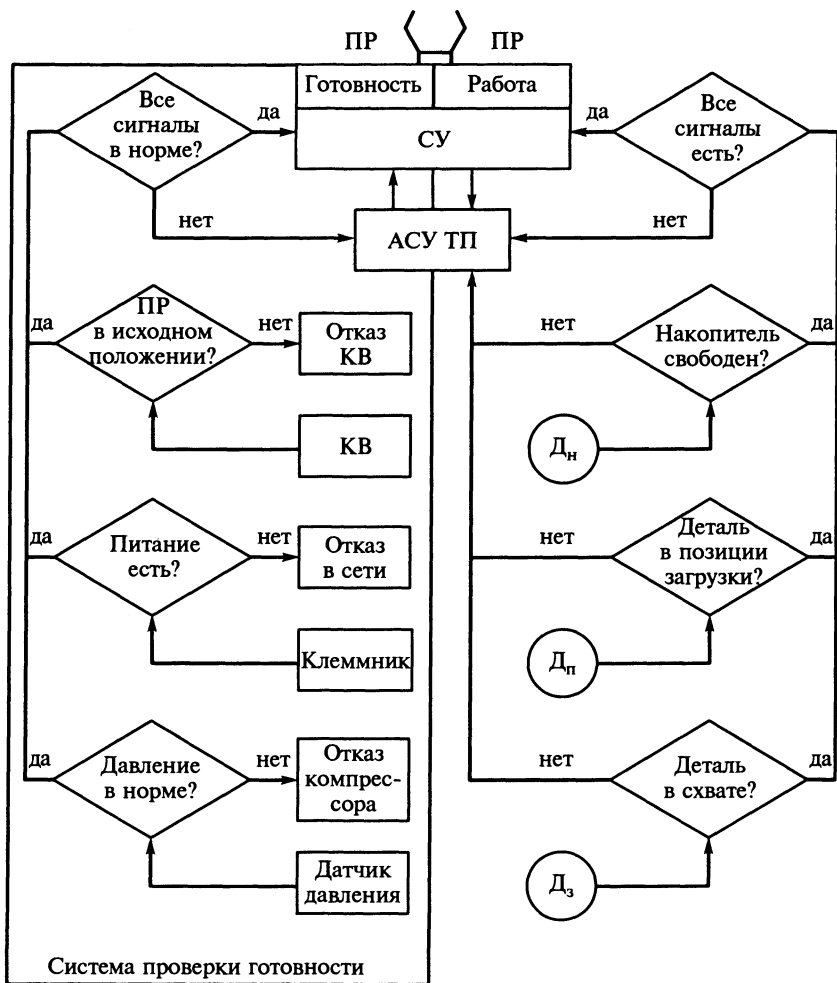 ПР ПР
Готовность Работа
Все
сигналы
в норме?
да
СУ
да
Все
сигналы
есть?
нет
АСУ ТП
нет
да
ПР
в исходном
положении?
нет
Отказ
КВ
нет
Накопитель
свободен?
да
КВ
Дн
да
Питание
есть?
нет
Отказ
в сети
нет
Деталь
в позиции
загрузки?
да
Клеммник
Дп
да
Давление
в норме?
нет
Отказ
компрес-
сора
нет
Деталь
в схвате?
да
Датчик
давления
Дз
Система проверки готовности